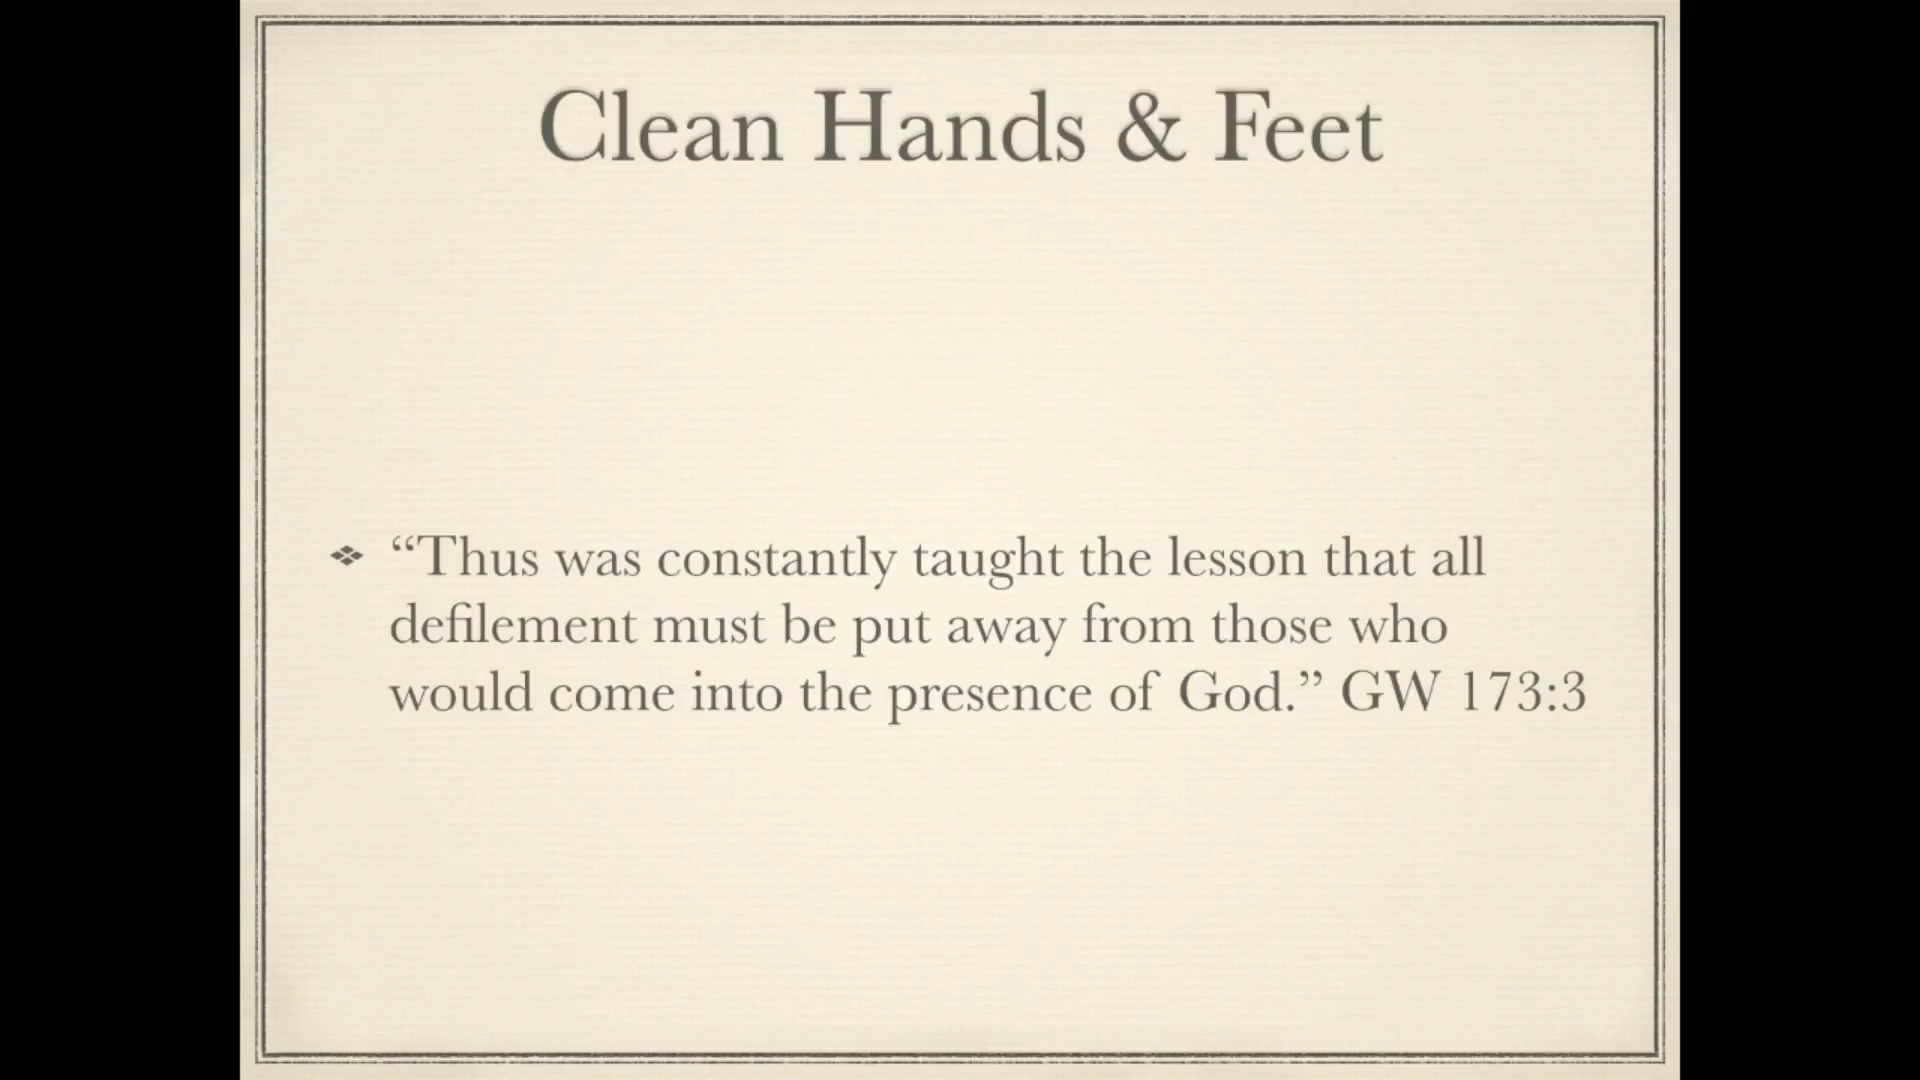 Clean Hands & Feet
“Thus was constantly taught the lesson that all
defilement must be put away from those who
would come into the presence of God.” GW 173:3